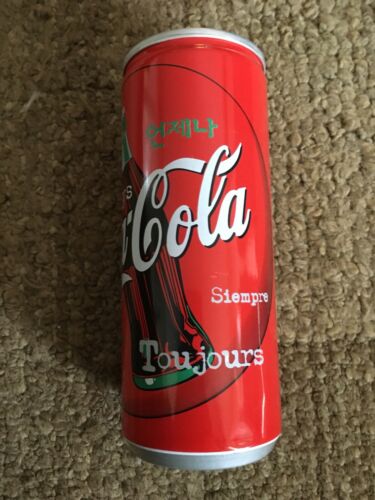 언제나
Cola
Siempre
Toujours